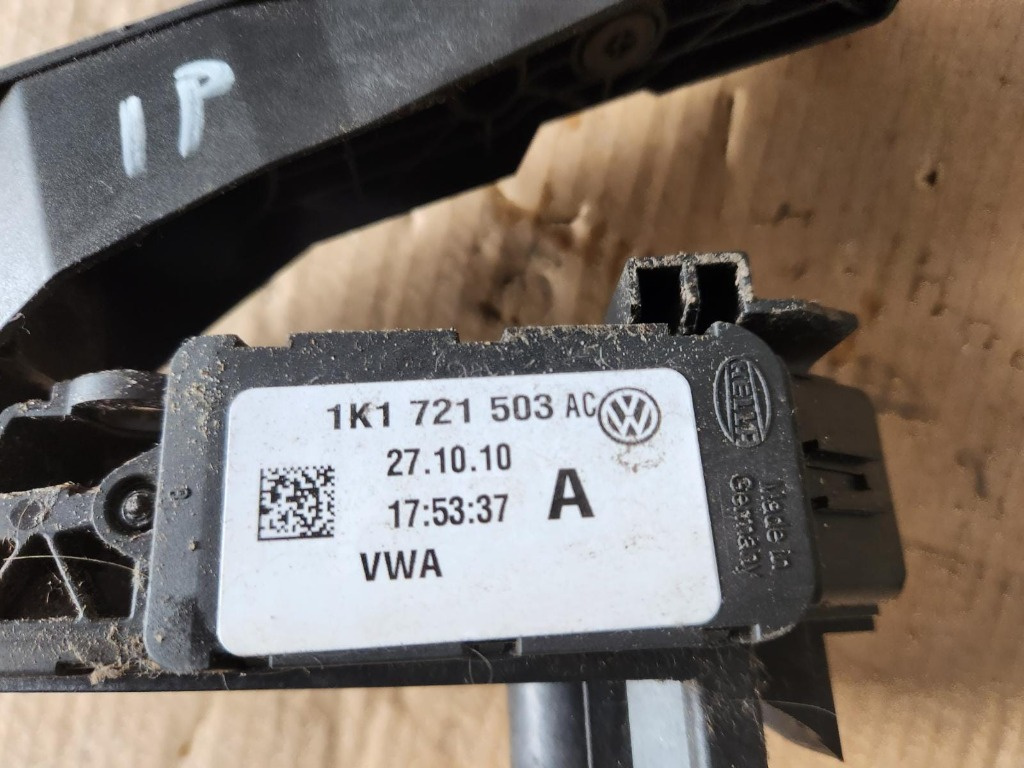 1P
1K1 721 503 AC
27.10.10
17:53:37 A
VWA
HELLA
Made in
Germany